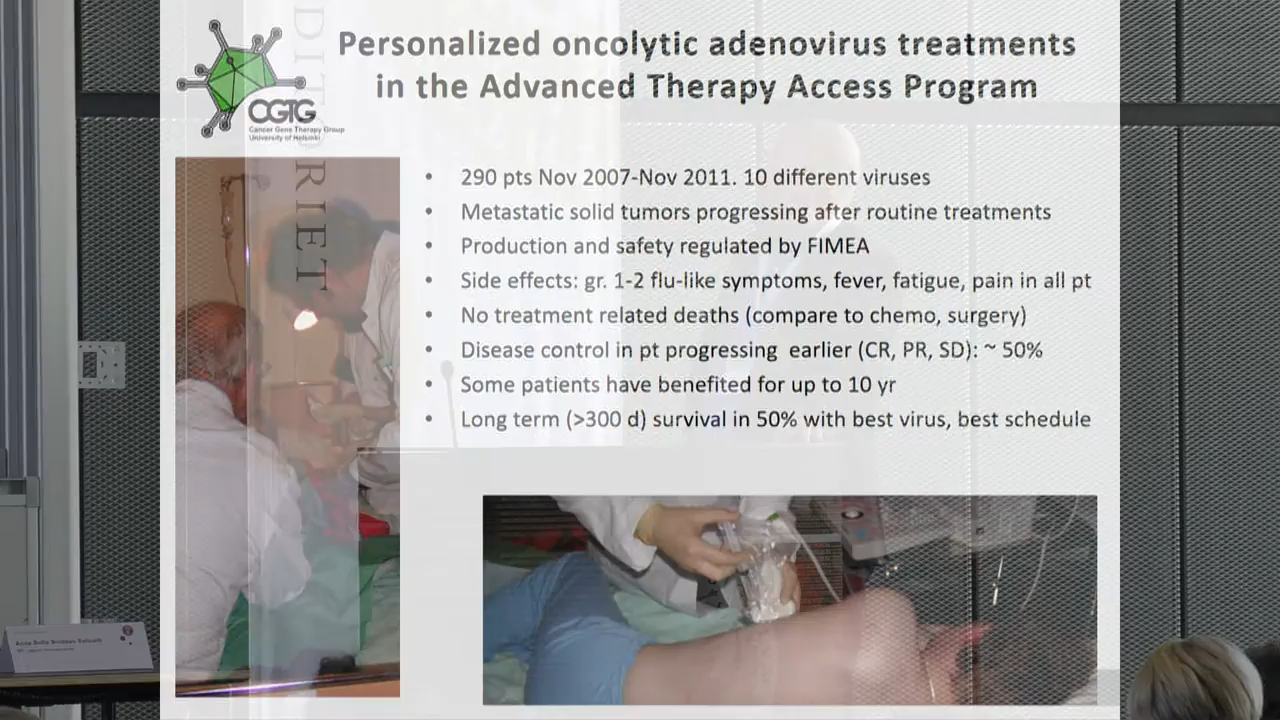 Personalized oncolytic adenovirus treatments
in the Advanced Therapy Access Program
CGTG
Cancer Gene Therapy Group
University of Helsinki
DITORIET
• 290 pts Nov 2007-Nov 2011. 10 different viruses
• Metastatic solid tumors progressing after routine treatments
• Production and safety regulated by FIMEA
• Side effects: gr. 1-2 flu-like symptoms, fever, fatigue, pain in all pt
• No treatment related deaths (compare to chemo, surgery)
• Disease control in pt progressing earlier (CR, PR, SD): ~ 50%
• Some patients have benefited for up to 10 yr
• Long term (>300 d) survival in 50% with best virus, best schedule